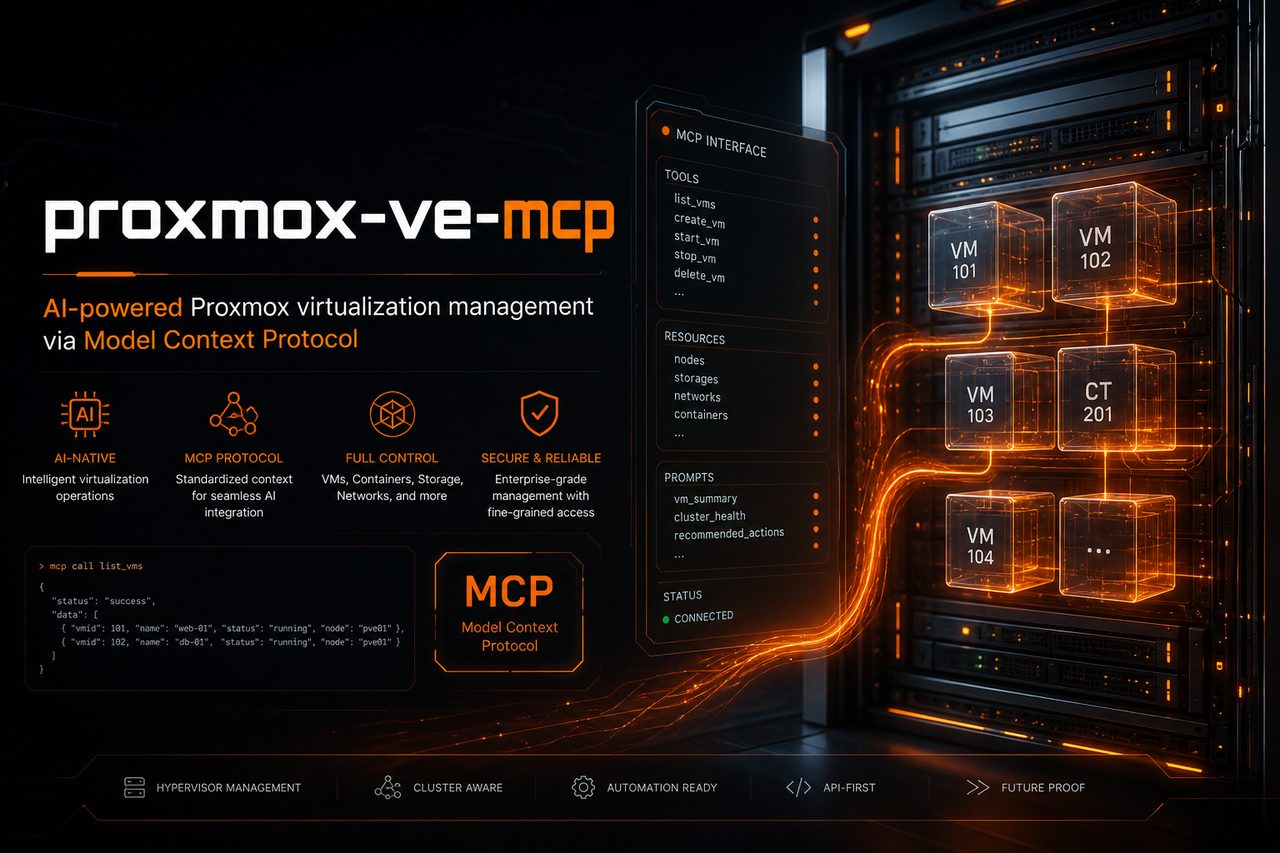 proxmox-ve-mcp
AI-powered Proxmox virtualization management
via Model Context Protocol
AI
AI-NATIVE
Intelligent virtualization
operations
MCP PROTOCOL
Standardized context
for seamless AI
integration
FULL CONTROL
VMs, Containers, Storage,
Networks, and more
SECURE & RELIABLE
Enterprise-grade
management with
fine-grained access
> mcp call list_vms
{
"status": "success",
"data": [
{ "vmid": 101, "name": "web-01", "status": "running", "node": "pve01" },
{ "vmid": 102, "name": "db-01", "status": "running", "node": "pve01" }
]
}
MCP
Model Context
Protocol
MCP INTERFACE
TOOLS
list_vms
create_vm
start_vm
stop_vm
delete_vm
...
RESOURCES
nodes
storages
networks
containers
...
PROMPTS
vm_summary
cluster_health
recommended_actions
...
STATUS
CONNECTED
VM
101
VM
102
VM
103
CT
201
VM
104
...
HYPERVISOR MANAGEMENT
CLUSTER AWARE
AUTOMATION READY
</> API-FIRST
FUTURE PROOF